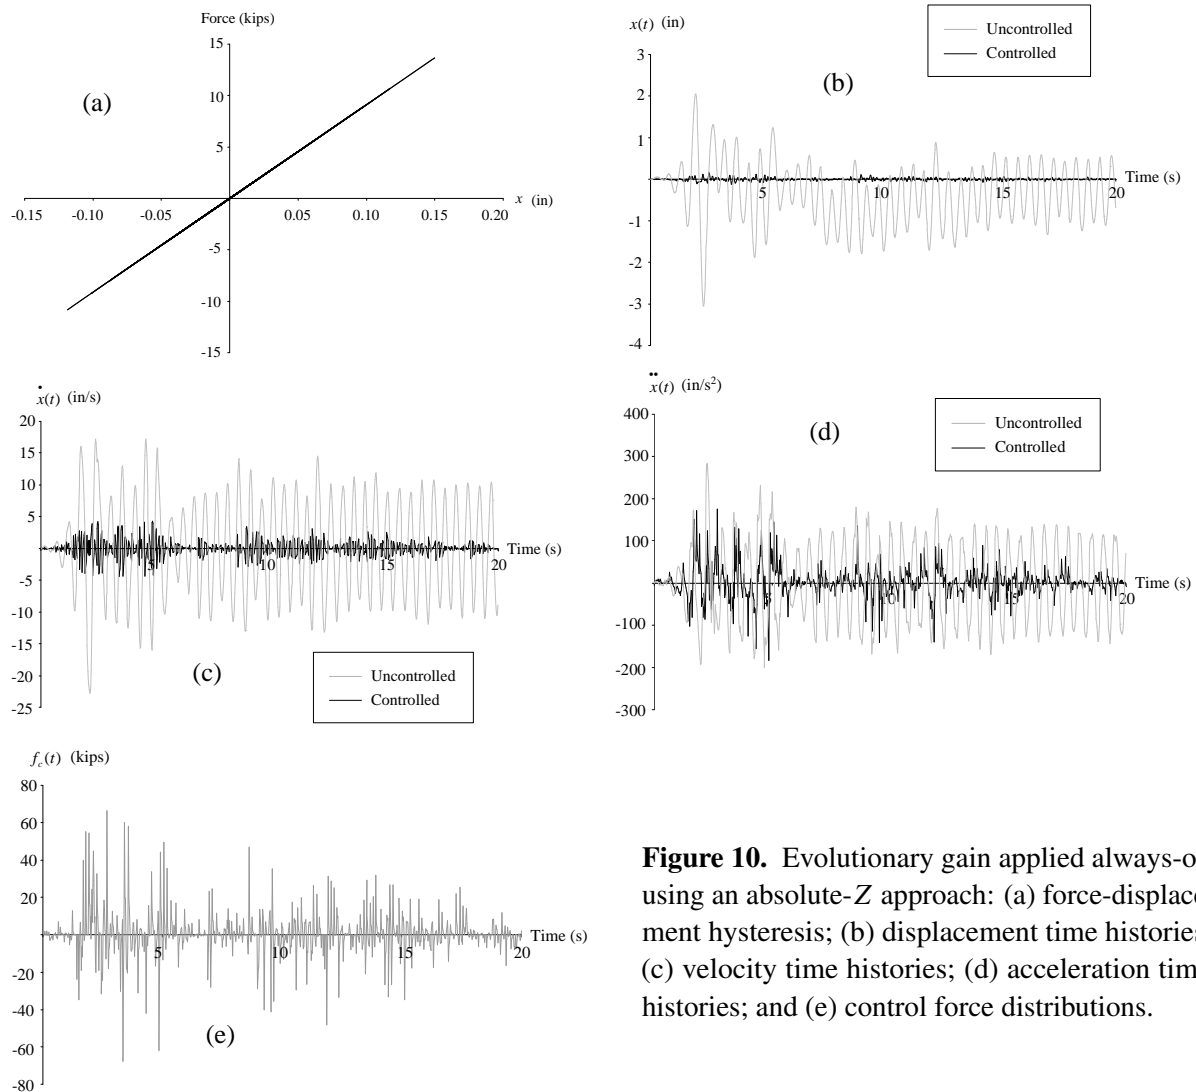 Force (kips)
15
10
5
-5
-10
-15
-0.15 -0.10 -0.05 0.05 0.10 0.15 0.20
x (in)
(a)
x(t) (in)
Uncontrolled
Controlled
(b)
3
2
1
0
-1
-2
-3
-4
5 10 15 20
Time (s)
ẋ(t) (in/s)
20
15
10
5
0
-5
-10
-15
-20
-25
5 10 15 20
Time (s)
(c)
Uncontrolled
Controlled
ẍ(t) (in/s²)
Uncontrolled
Controlled
(d)
400
300
200
100
0
-100
-200
-300
5 10 15 20
Time (s)
f_c(t) (kips)
80
60
40
20
0
-20
-40
-60
-80
5 10 15 20
Time (s)
(e)
Figure 10. Evolutionary gain applied always-o
using an absolute-Z approach: (a) force-displace
ment hysteresis; (b) displacement time histories
(c) velocity time histories; (d) acceleration tim
histories; and (e) control force distributions.